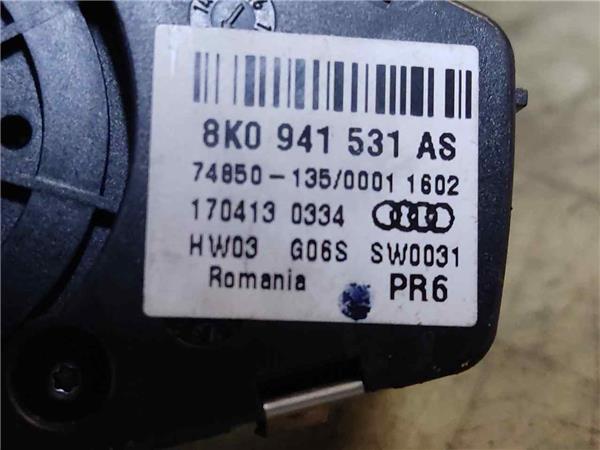 8K0 941 531 AS
74850-135/0001 1602
170413 0334
HW03 G06S SW0031
Romania PR6